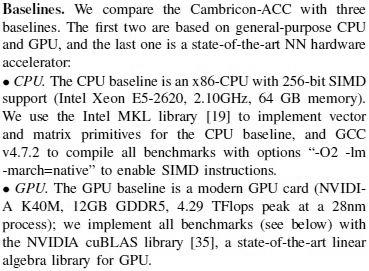 Baselines. We compare the Cambricon-ACC with three
baselines. The first two are based on general-purpose CPU
and GPU, and the last one is a state-of-the-art NN hardware
accelerator:
• CPU. The CPU baseline is an x86-CPU with 256-bit SIMD
support (Intel Xeon E5-2620, 2.10GHz, 64 GB memory).
We use the Intel MKL library [19] to implement vector
and matrix primitives for the CPU baseline, and GCC
v4.7.2 to compile all benchmarks with options “-O2 -lm
-march=native” to enable SIMD instructions.
• GPU. The GPU baseline is a modern GPU card (NVIDI-
A K40M, 12GB GDDR5, 4.29 TFlops peak at a 28nm
process); we implement all benchmarks (see below) with
the NVIDIA cuBLAS library [35], a state-of-the-art linear
algebra library for GPU.